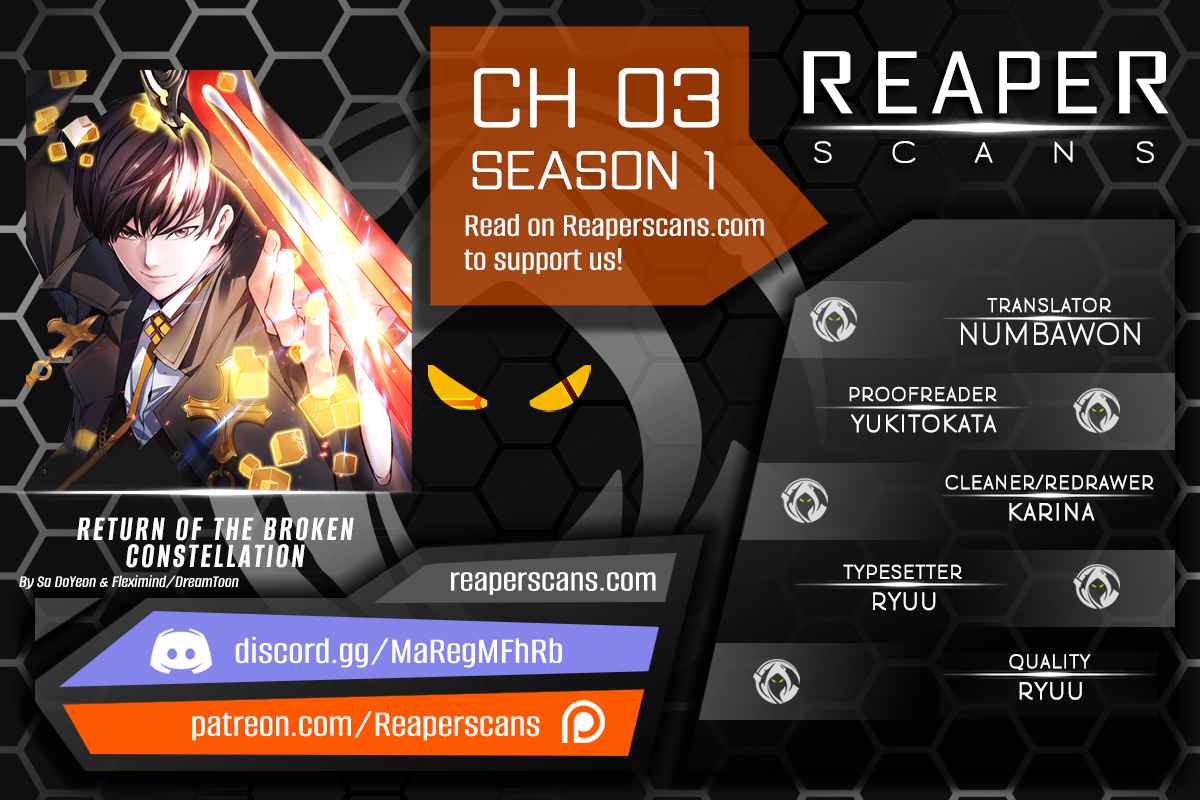 CH 03
SEASON 1
Read on Reaperscans.com
to support us!
REAPER
SCANS
TRANSLATOR
NUMBAWON
PROOFREADER
YUKITOKATA
CLEANER/REDRAWER
KARINA
TYPESETTER
RYUU
QUALITY
RYUU
RETURN OF THE BROKEN
CONSTELLATION
By Sa DoYeon & Fleximind/DreamToon
reaperscans.com
discord.gg/MaRegMFhRb
patreon.com/Reaperscans